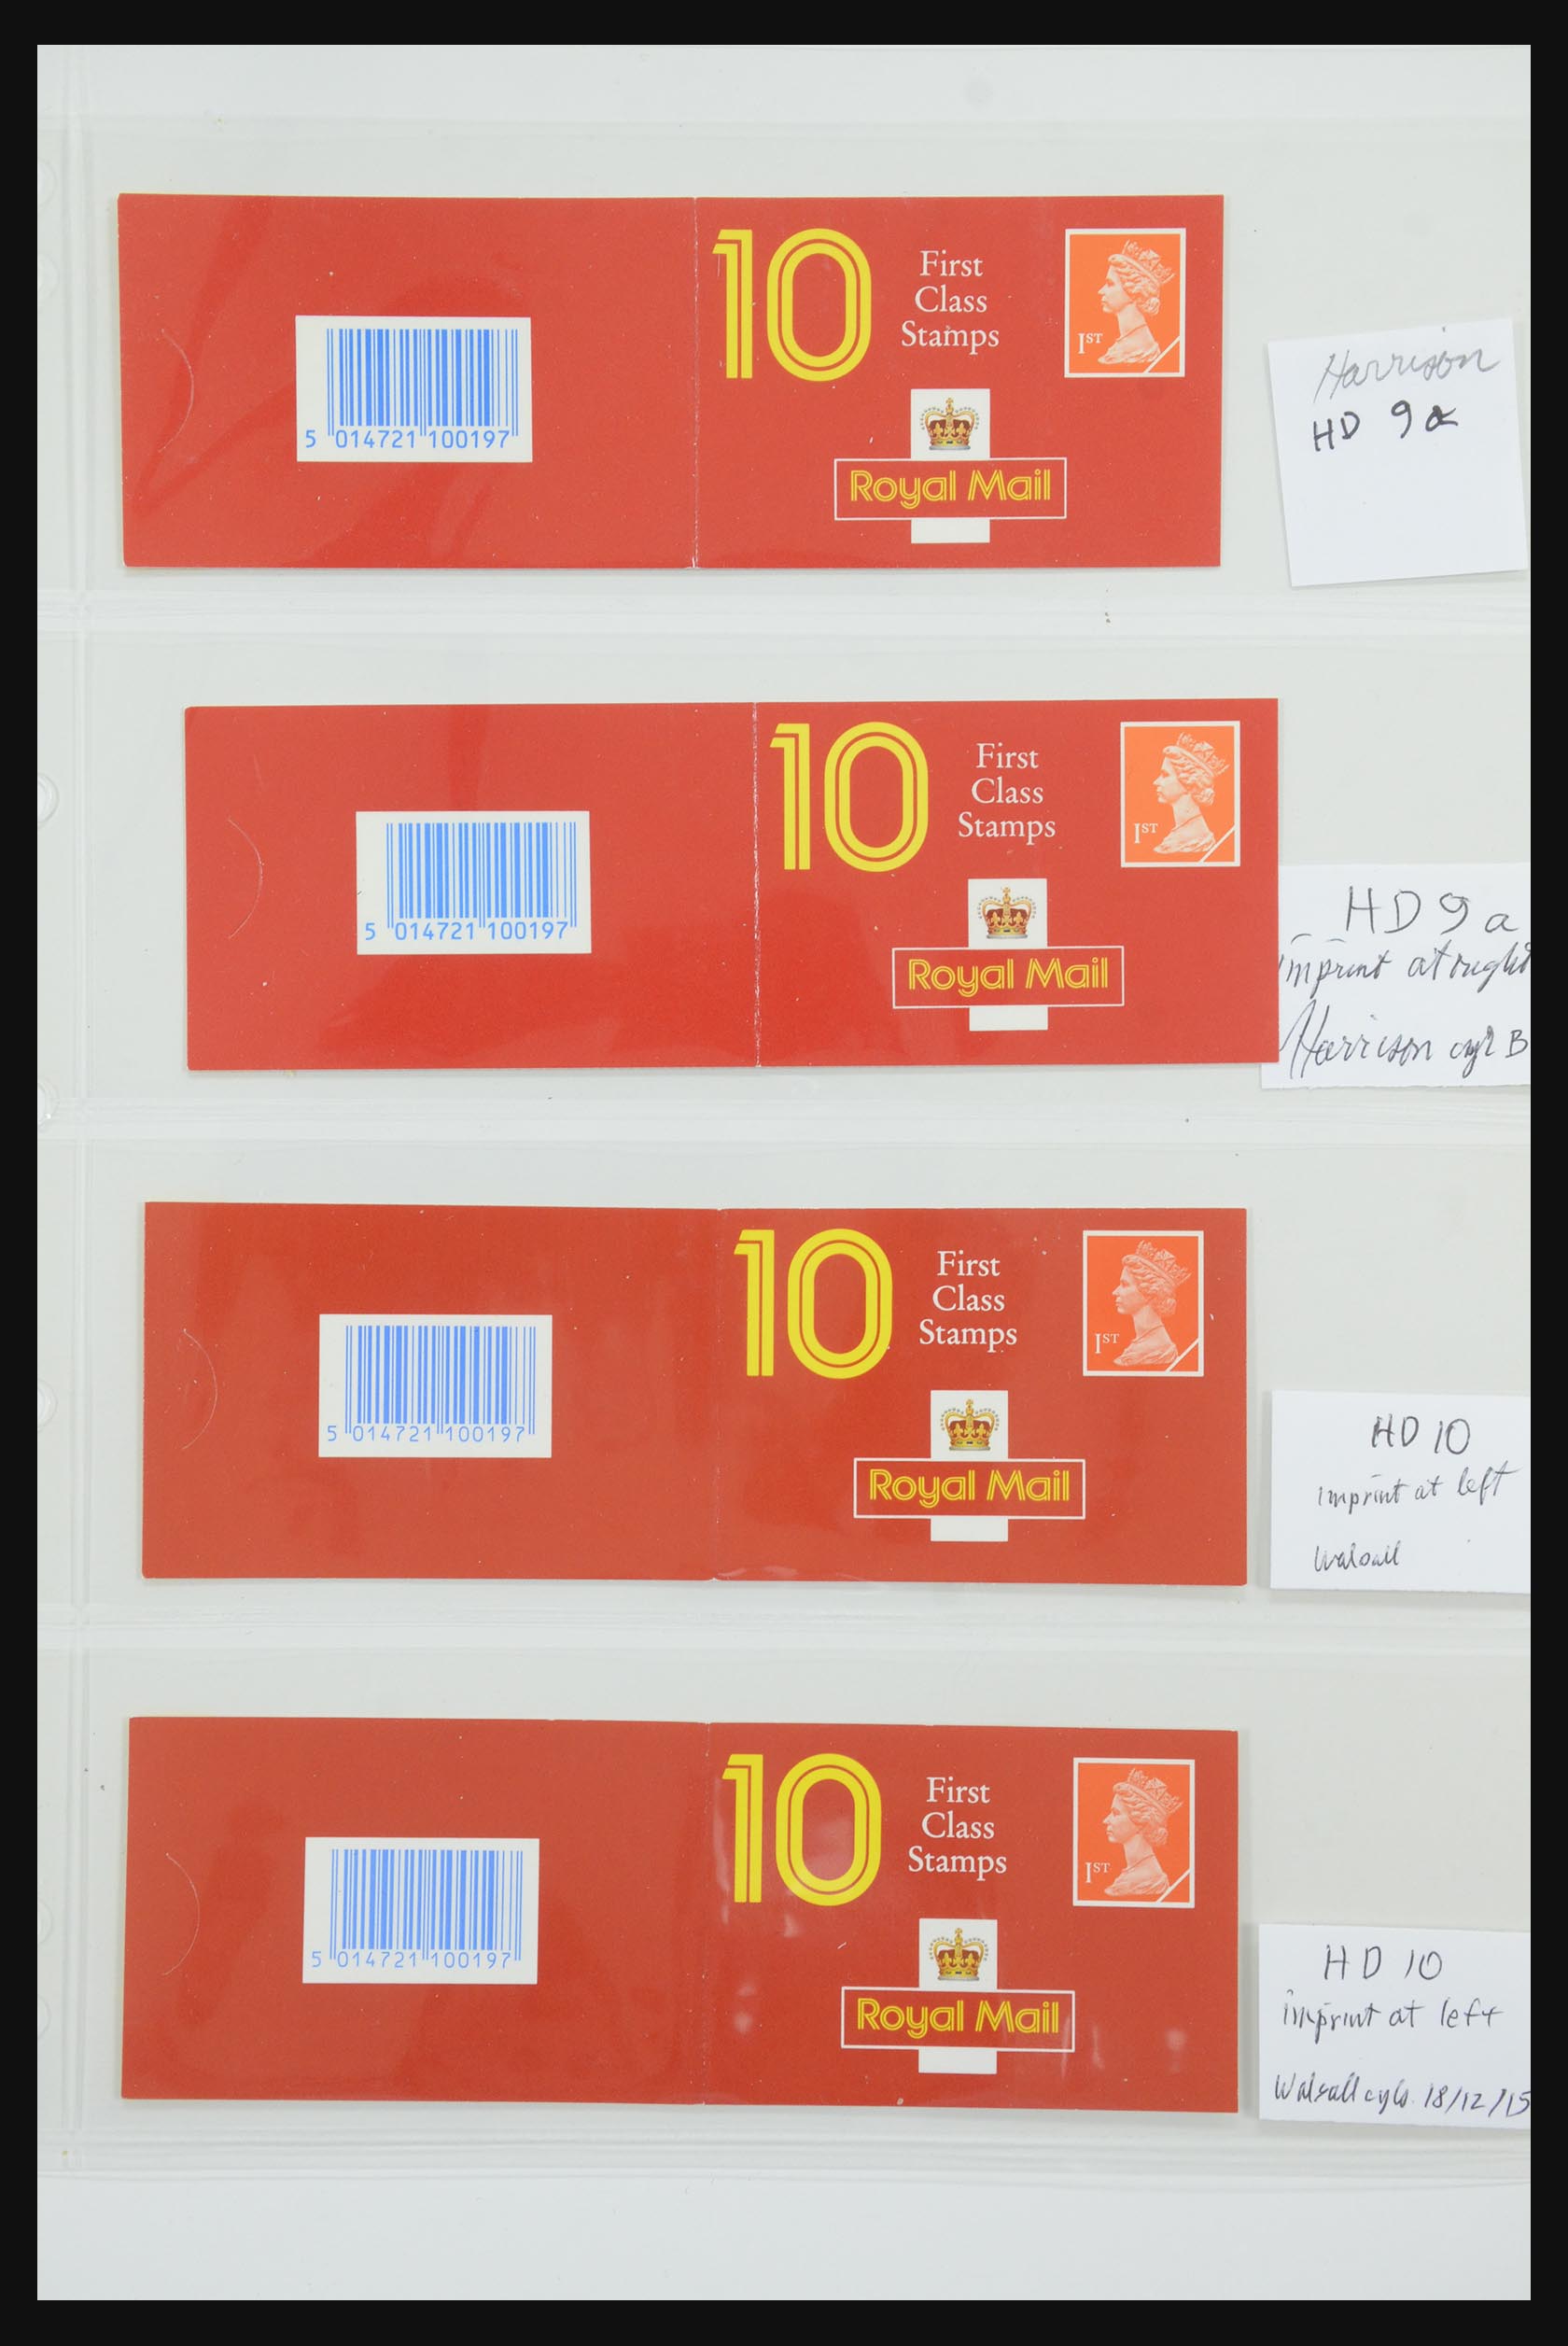 10
First
Class
Stamps
1ST
5 014721 100197
Royal Mail
Harrison
HD 9a
10
First
Class
Stamps
1ST
5 014721 100197
Royal Mail
HD 9a
imprint at right
Harrison cyl B
10
First
Class
Stamps
1ST
5 014721 100197
Royal Mail
HD 10
imprint at left
Walsall
10
First
Class
Stamps
1ST
5 014721 100197
Royal Mail
HD 10
imprint at left
Walsall cyls 18/12/15